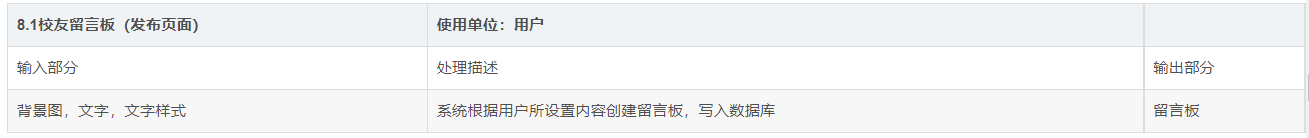 8.1校友留言板（发布页面） 使用单位：用户
输入部分 处理描述 输出部分
背景图，文字，文字样式 系统根据用户所设置内容创建留言板，写入数据库 留言板